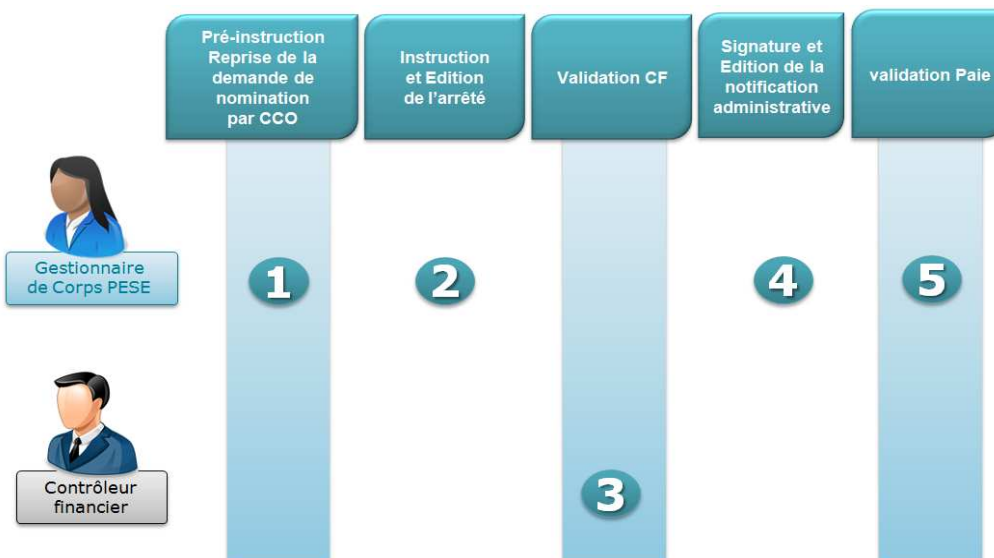 Pré-instruction
Reprise de la
demande de
nomination
par CCO
Instruction
et Edition
de l'arrêté
Validation CF
Signature et
Edition de la
notification
administrative
validation Paie
Gestionnaire
de Corps PESE
1
2
4
5
Contrôleur
financier
3